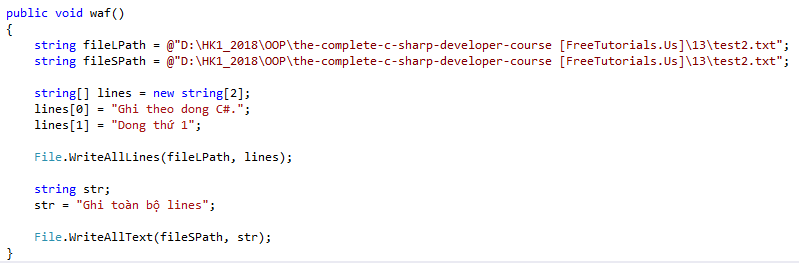 public void waf()
{
    string fileLPath = @"D:\HK1_2018\OOP\the-complete-c-sharp-developer-course [FreeTutorials.Us]\13\test2.txt";
    string fileSPath = @"D:\HK1_2018\OOP\the-complete-c-sharp-developer-course [FreeTutorials.Us]\13\test2.txt";

    string[] lines = new string[2];
    lines[0] = "Ghi theo dong C#.";
    lines[1] = "Dong thứ 1";

    File.WriteAllLines(fileLPath, lines);

    string str;
    str = "Ghi toàn bộ lines";

    File.WriteAllText(fileSPath, str);
}